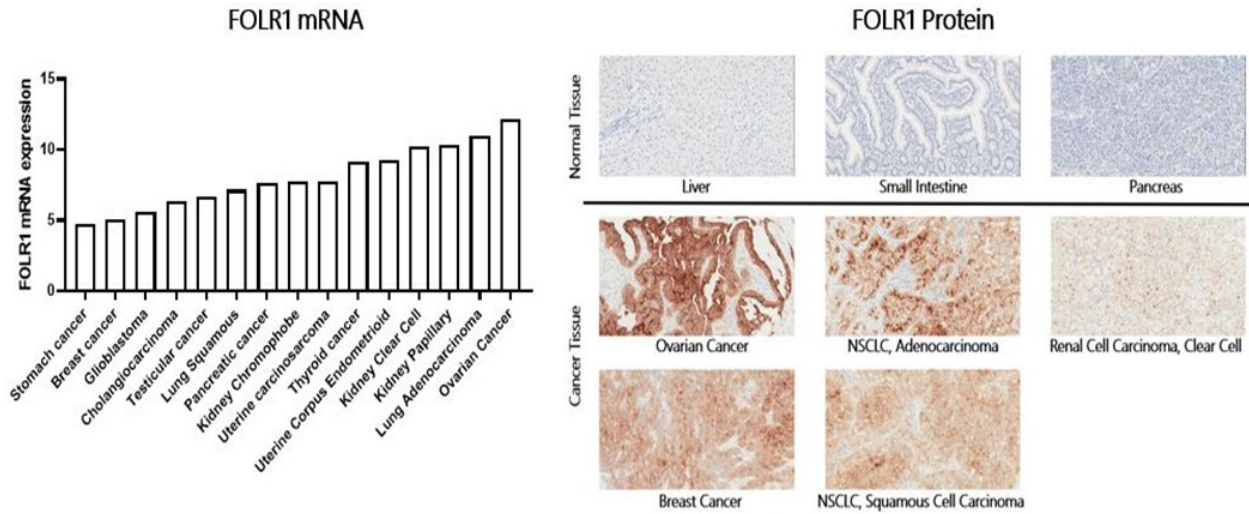 FOLR1 mRNA
FOLR1 mRNA expression
15
10
5
0
Stomach cancer
Breast cancer
Glioblastoma
Cholangiocarcinoma
Testicular cancer
Lung Squamous
Pancreatic cancer
Kidney Chromophobe
Uterine carcinosarcoma
Thyroid cancer
Uterine Corpus Endometrioid
Kidney Clear Cell
Kidney Papillary
Lung Adenocarcinoma
Ovarian Cancer
FOLR1 Protein
Normal Tissue
Liver
Small Intestine
Pancreas
Cancer Tissue
Ovarian Cancer
NSCLC, Adenocarcinoma
Renal Cell Carcinoma, Clear Cell
Breast Cancer
NSCLC, Squamous Cell Carcinoma